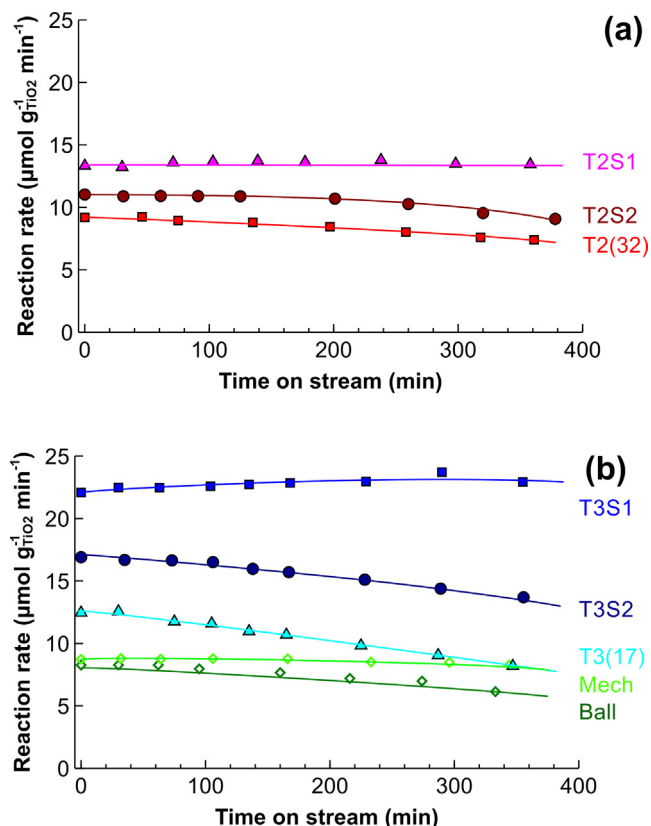 (a)
25
20
15
10
5
0
Reaction rate (µmol g⁻¹TiO2 min⁻¹)
T2S1
T2S2
T2(32)
0 100 200 300 400
Time on stream (min)
(b)
25
20
15
10
5
0
Reaction rate (µmol g⁻¹TiO2 min⁻¹)
T3S1
T3S2
T3(17)
Mech
Ball
0 100 200 300 400
Time on stream (min)